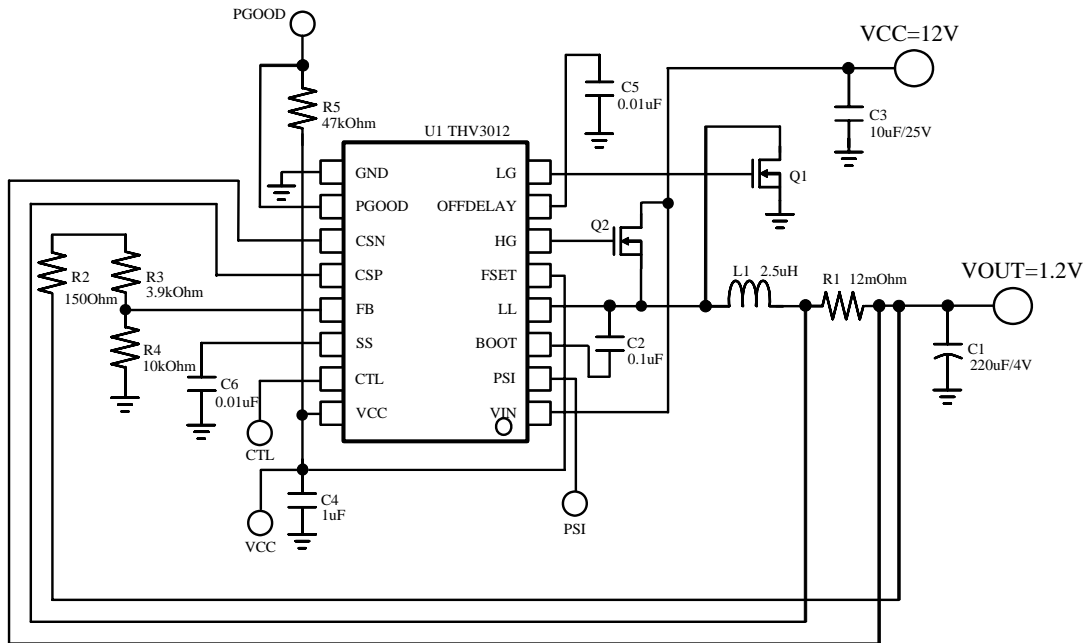 PGOOD
VCC=12V
C5
0.01uF
R5
47kOhm
C3
10uF/25V
U1 THV3012
GND
LG
Q1
PGOOD
OFFDELAY
Q2
CSN
HG
R2
150Ohm
R3
3.9kOhm
CSP
FSET
L1 2.5uH
R1 12mOhm
VOUT=1.2V
FB
LL
R4
10kOhm
SS
BOOT
C2
0.1uF
C1
220uF/4V
C6
0.01uF
CTL
PSI
VCC
VIN
CTL
C4
1uF
VCC
PSI